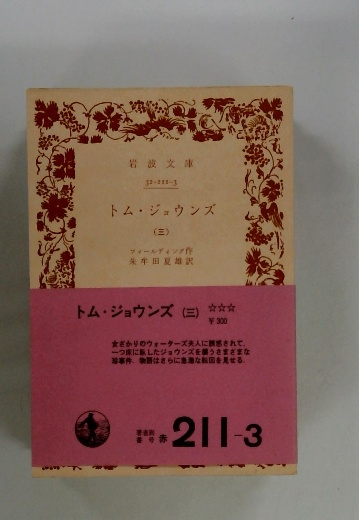 岩波文庫
32-222-3
トム・ジョウンズ
(三)
フィールディング作
朱牟田夏雄訳
トム・ジョウンズ (三) ☆☆☆
¥300
女ざかりのウォーターズ夫人に誘惑されて,
一つ床に臥したジョウンズを襲うさまざまな
珍事件. 物語はさらに急激な転回を見せる.
著者別
番号 赤 211-3